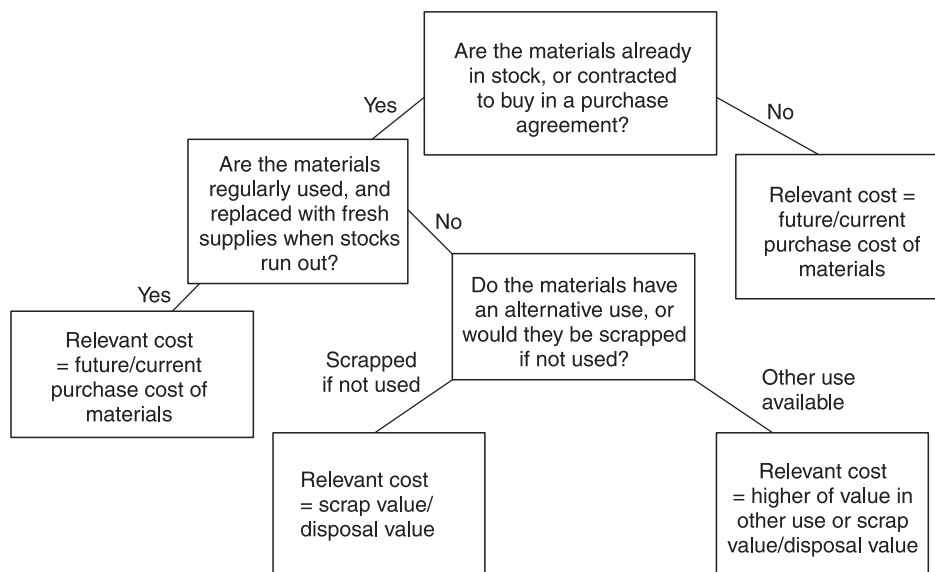 Are the materials already
in stock, or contracted
to buy in a purchase
agreement?
Yes
No
Are the materials
regularly used, and
replaced with fresh
supplies when stocks
run out?
Relevant cost =
future/current
purchase cost of
materials
No
Yes
Do the materials have
an alternative use, or
would they be scrapped
if not used?
Relevant cost
= future/current
purchase cost of
materials
Scrapped
if not used
Other use
available
Relevant cost
= scrap value/
disposal value
Relevant cost
= higher of value in
other use or scrap
value/disposal value